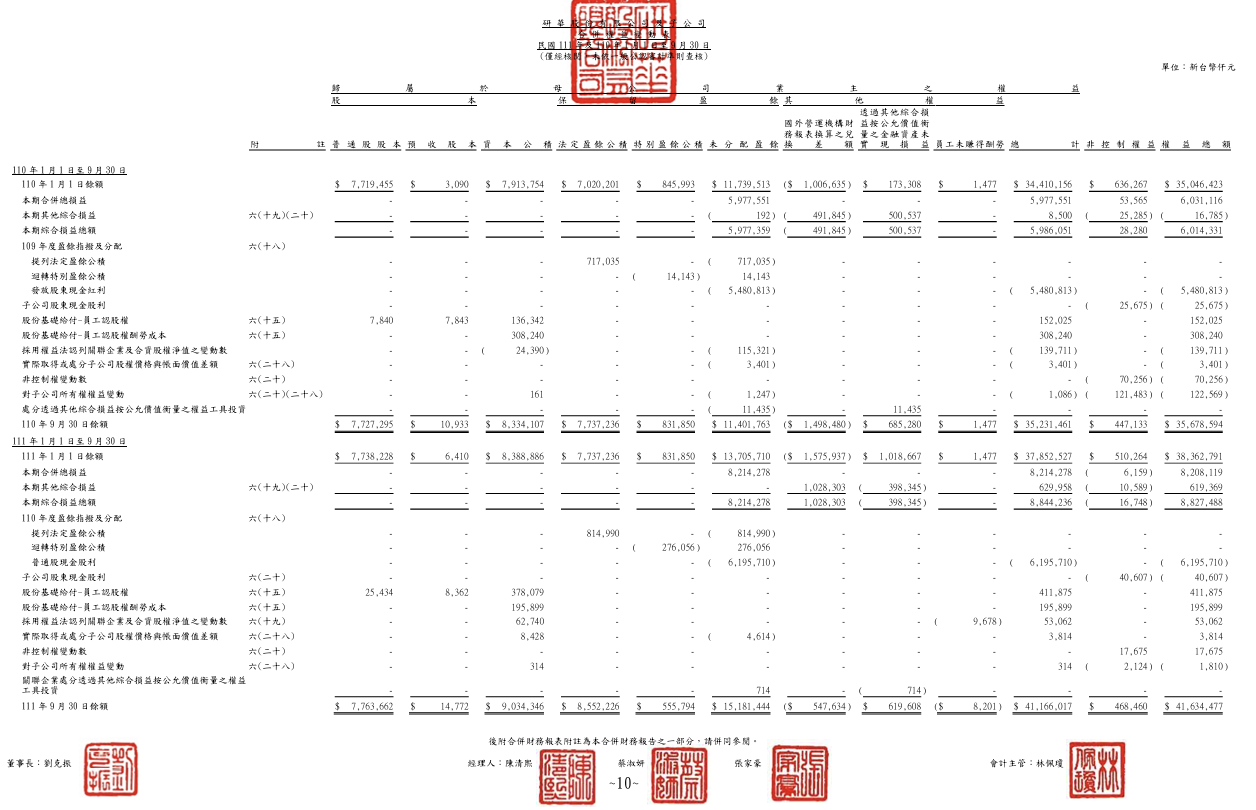 研華股份有限公司及子公司
合併權益變動表
民國111年及110年1月1日至9月30日
(僅經核閱，未依一般公認審計準則查核)
單位：新台幣仟元
歸屬於母公司業主之權益
股本 保留盈餘 其他權益
附註 普通股股本 預收股本 資本公積 法定盈餘公積 特別盈餘公積 未分配盈餘 國外營運機構財務報表換算之兌換差額 透過其他綜合損益按公允價值衡量之金融資產未實現損益 員工未賺得酬勞 總計 非控制權益 權益總額
110年1月1日至9月30日
110年1月1日餘額 $ 7,719,455 $ 3,090 $ 7,913,754 $ 7,020,201 $ 845,993 $ 11,739,513 ($ 1,006,635) $ 173,308 $ 1,477 $ 34,410,156 $ 636,267 $ 35,046,423
本期合併總損益 - - - - - 5,977,551 - - - 5,977,551 53,565 6,031,116
本期其他綜合損益 六(十九)(二十) - - - - - ( 192) ( 491,845) 500,537 - 8,500 ( 25,285) ( 16,785)
本期綜合損益總額 - - - - - 5,977,359 ( 491,845) 500,537 - 5,986,051 28,280 6,014,331
109年度盈餘指撥及分配 六(十八)
提列法定盈餘公積 - - - 717,035 - ( 717,035) - - - - - -
迴轉特別盈餘公積 - - - - ( 14,143) 14,143 - - - - - -
發放股東現金紅利 - - - - - ( 5,480,813) - - - ( 5,480,813) - ( 5,480,813)
子公司股東現金股利 - - - - - - - - - - ( 25,675) ( 25,675)
股份基礎給付-員工認股權 六(十五) 7,840 7,843 136,342 - - - - - - 152,025 - 152,025
股份基礎給付-員工認股權酬勞成本 六(十五) - - 308,240 - - - - - - 308,240 - 308,240
採用權益法認列關聯企業及合資股權淨值之變動數 - - ( 24,390) - - ( 115,321) - - - ( 139,711) - ( 139,711)
實際取得或處分子公司股權價格與帳面價值差額 六(二十八) - - - - - ( 3,401) - - - ( 3,401) - ( 3,401)
非控制權變動數 六(二十) - - - - - - - - - - ( 70,256) ( 70,256)
對子公司所有權權益變動 六(二十)(二十八) - - 161 - - ( 1,247) - - - ( 1,086) ( 121,483) ( 122,569)
處分透過其他綜合損益按公允價值衡量之權益工具投資 - - - - - ( 11,435) - 11,435 - - - -
110年9月30日餘額 $ 7,727,295 $ 10,933 $ 8,334,107 $ 7,737,236 $ 831,850 $ 11,401,763 ($ 1,498,480) $ 685,280 $ 1,477 $ 35,231,461 $ 447,133 $ 35,678,594
111年1月1日至9月30日
111年1月1日餘額 $ 7,738,228 $ 6,410 $ 8,388,886 $ 7,737,236 $ 831,850 $ 13,705,710 ($ 1,575,937) $ 1,018,667 $ 1,477 $ 37,852,527 $ 510,264 $ 38,362,791
本期合併總損益 - - - - - 8,214,278 - - - 8,214,278 ( 6,159) 8,208,119
本期其他綜合損益 六(十九)(二十) - - - - - - 1,028,303 ( 398,345) - 629,958 ( 10,589) 619,369
本期綜合損益總額 - - - - - 8,214,278 1,028,303 ( 398,345) - 8,844,236 ( 16,748) 8,827,488
110年度盈餘指撥及分配 六(十八)
提列法定盈餘公積 - - - 814,990 - ( 814,990) - - - - - -
迴轉特別盈餘公積 - - - - ( 276,056) 276,056 - - - - - -
普通股現金股利 - - - - - ( 6,195,710) - - - ( 6,195,710) - ( 6,195,710)
子公司股東現金股利 六(二十) - - - - - - - - - - ( 40,607) ( 40,607)
股份基礎給付-員工認股權 六(十五) 25,434 8,362 378,079 - - - - - - 411,875 - 411,875
股份基礎給付-員工認股權酬勞成本 六(十五) - - 195,899 - - - - - - 195,899 - 195,899
採用權益法認列關聯企業及合資股權淨值之變動數 六(十九) - - 62,740 - - - - - ( 9,678) 53,062 - 53,062
實際取得或處分子公司股權價格與帳面價值差額 六(二十八) - - 8,428 - - ( 4,614) - - - 3,814 - 3,814
非控制權變動數 六(二十) - - - - - - - - - - 17,675 17,675
對子公司所有權權益變動 六(二十八) - - 314 - - - - - - 314 ( 2,124) ( 1,810)
關聯企業處分透過其他綜合損益按公允價值衡量之權益
工具投資 - - - - - 714 - ( 714) - - - -
111年9月30日餘額 $ 7,763,662 $ 14,772 $ 9,034,346 $ 8,552,226 $ 555,794 $ 15,181,444 ($ 547,634) $ 619,608 ($ 8,201) $ 41,166,017 $ 468,460 $ 41,634,477
後附合併財務報表附註為本合併財務報告之一部分，請併同參閱。
董事長：劉克振 經理人：陳清熙 蔡淑妍 張家豪 會計主管：林佩瓊
~10~